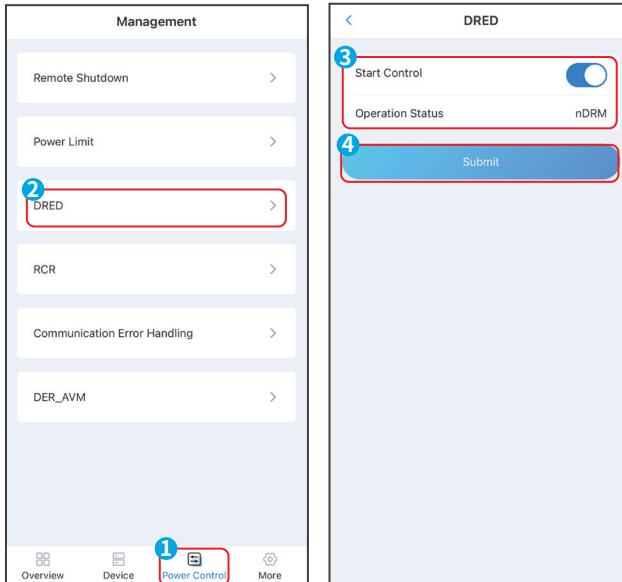 Management
Remote Shutdown
Power Limit
2
DRED
RCR
Communication Error Handling
DER_AVM
1
Overview
Device
Power Control
More
DRED
3
Start Control
Operation Status nDRM
4
Submit